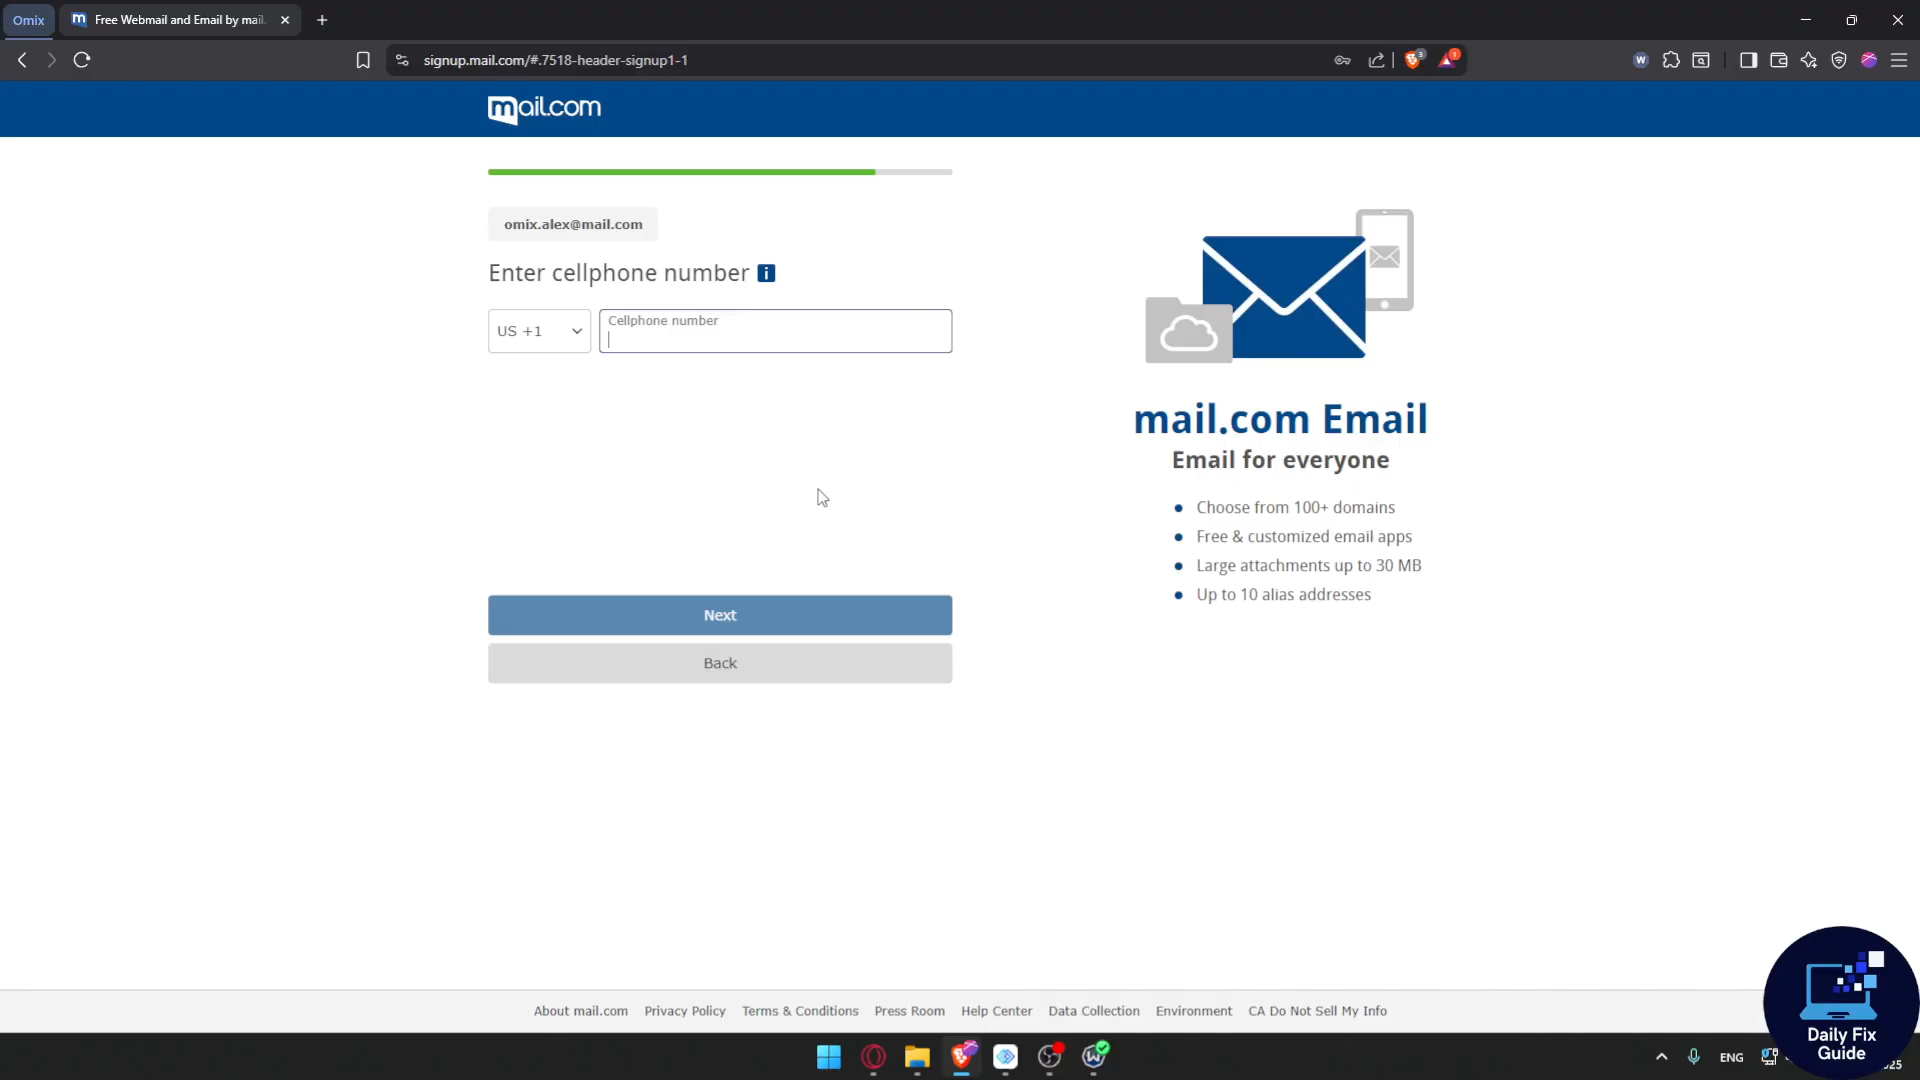 Omix
Free Webmail and Email by mail.
signup.mail.com/#.7518-header-signup1-1
3
1
W
mail.com
omix.alex@mail.com
Enter cellphone number i
US +1
Cellphone number
Next
Back
mail.com Email
Email for everyone
Choose from 100+ domains
Free & customized email apps
Large attachments up to 30 MB
Up to 10 alias addresses
About mail.com Privacy Policy Terms & Conditions Press Room Help Center Data Collection Environment CA Do Not Sell My Info
ENG
Daily Fix
Guide